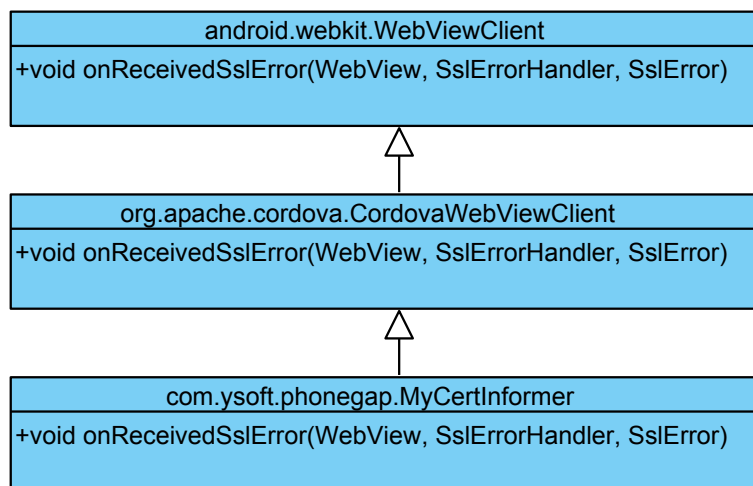 android.webkit.WebViewClient
+void onReceivedSslError(WebView, SslErrorHandler, SslError)
org.apache.cordova.CordovaWebViewClient
+void onReceivedSslError(WebView, SslErrorHandler, SslError)
com.ysoft.phonegap.MyCertInformer
+void onReceivedSslError(WebView, SslErrorHandler, SslError)